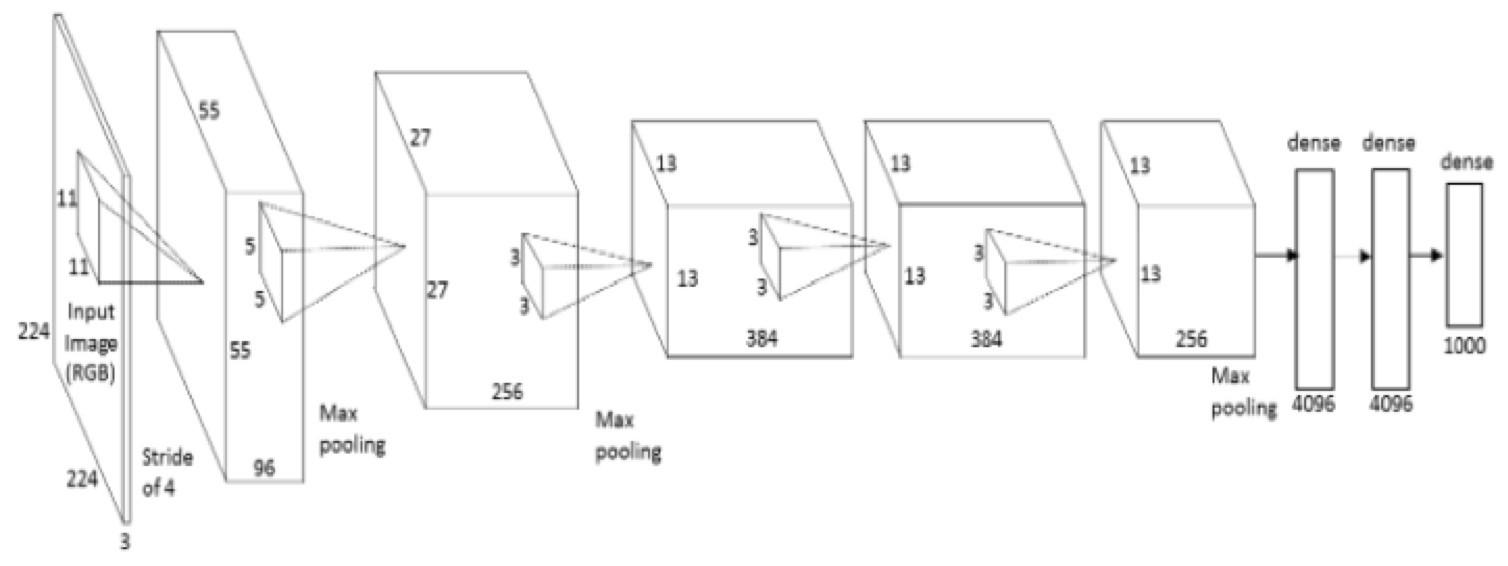 11
11
Input
Image
(RGB)
224
224
3
Stride
of 4
55
5
5
55
96
Max
pooling
27
3
3
27
256
Max
pooling
13
3
3
13
384
13
3
3
13
384
13
13
256
Max
pooling
dense
4096
dense
4096
dense
1000